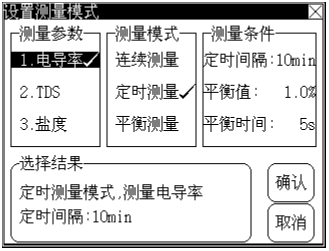 设置测量模式
测量参数
1.电导率✓
2.TDS
3.盐度
测量模式
连续测量
定时测量✓
平衡测量
测量条件
定时间隔:10min
平衡值: 1.0%
平衡时间: 5s
选择结果
定时测量模式,测量电导率
定时间隔:10min
确认
取消